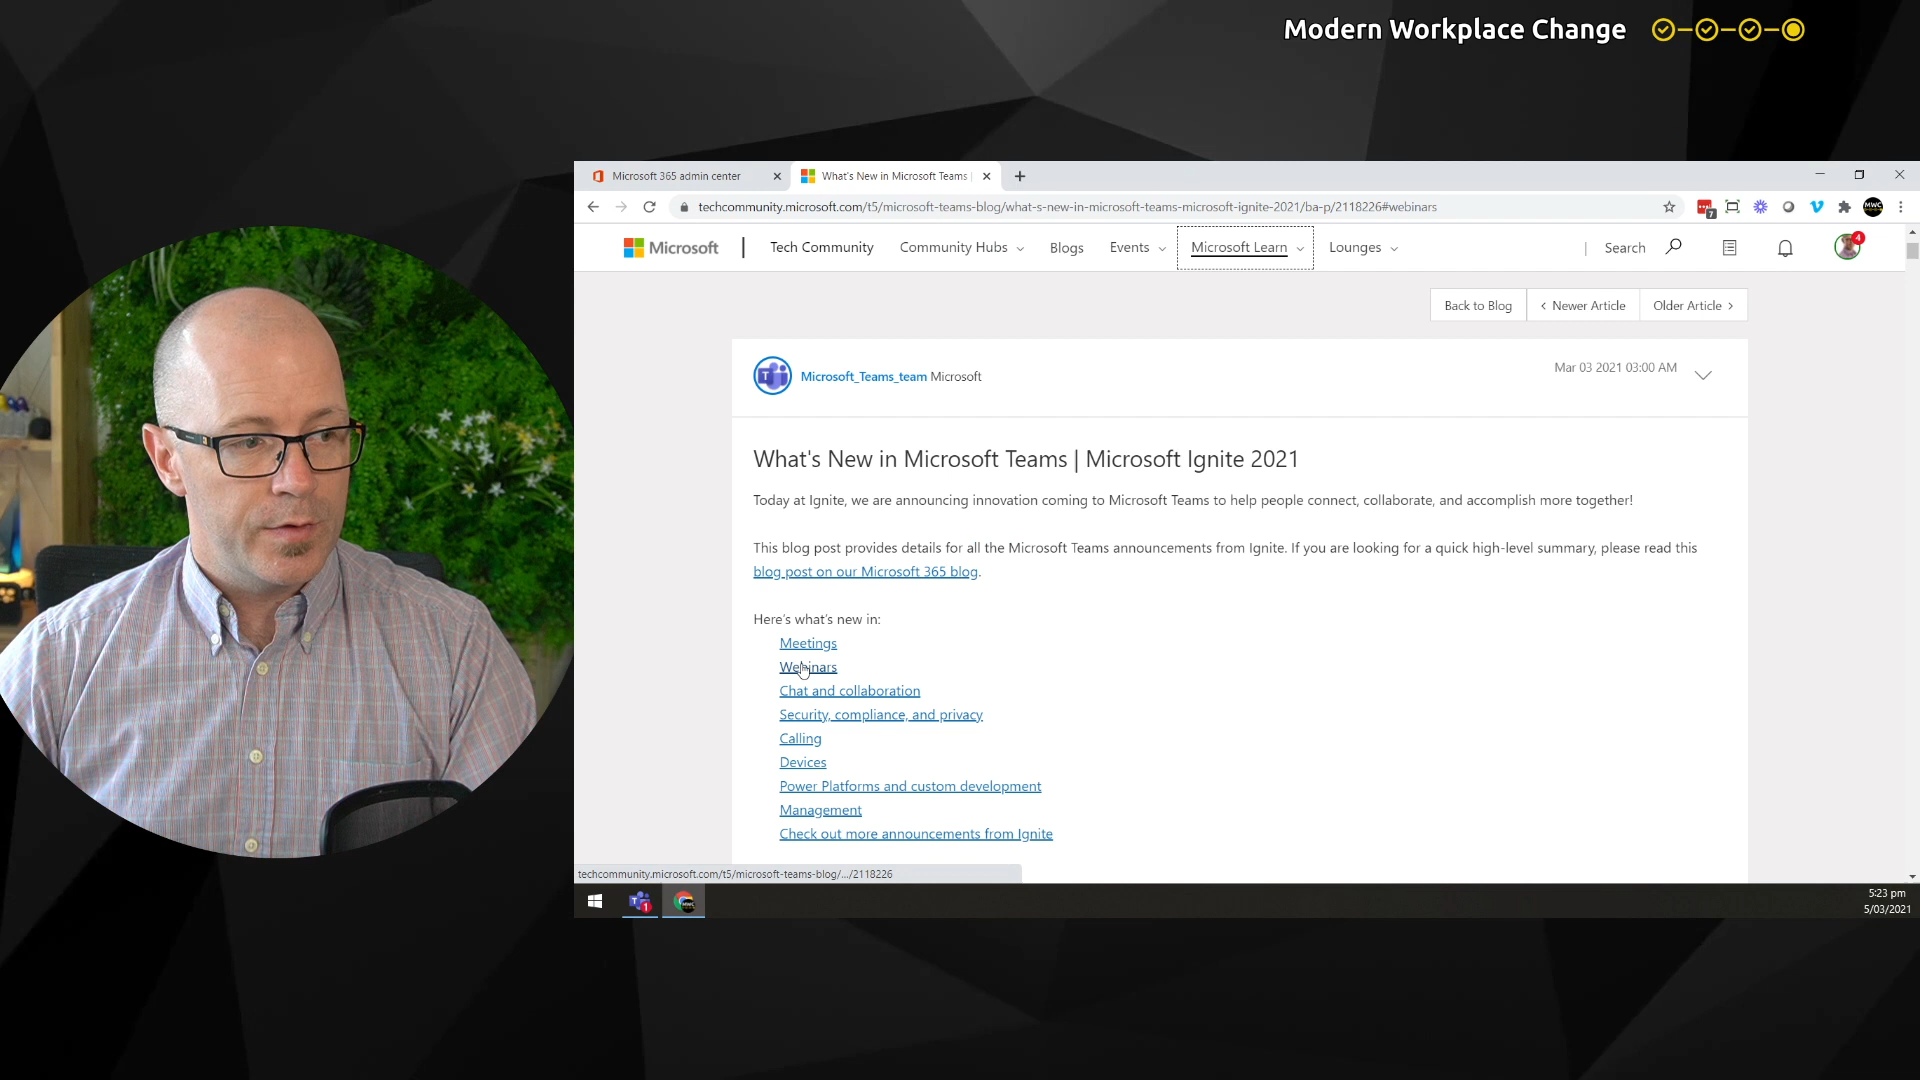 Modern Workplace Change
Microsoft 365 admin center
What's New in Microsoft Teams |
techcommunity.microsoft.com/t5/microsoft-teams-blog/what-s-new-in-microsoft-teams-microsoft-ignite-2021/ba-p/2118226#webinars
7
MWC
Microsoft | Tech Community Community Hubs Blogs Events Microsoft Learn Lounges | Search 4
Back to Blog < Newer Article Older Article >
Microsoft_Teams_team Microsoft
Mar 03 2021 03:00 AM
What's New in Microsoft Teams | Microsoft Ignite 2021
Today at Ignite, we are announcing innovation coming to Microsoft Teams to help people connect, collaborate, and accomplish more together!
This blog post provides details for all the Microsoft Teams announcements from Ignite. If you are looking for a quick high-level summary, please read this
blog post on our Microsoft 365 blog.
Here's what's new in:
Meetings
Webinars
Chat and collaboration
Security, compliance, and privacy
Calling
Devices
Power Platforms and custom development
Management
Check out more announcements from Ignite
techcommunity.microsoft.com/t5/microsoft-teams-blog/.../2118226
T 1
MWC
5:23 pm
5/03/2021